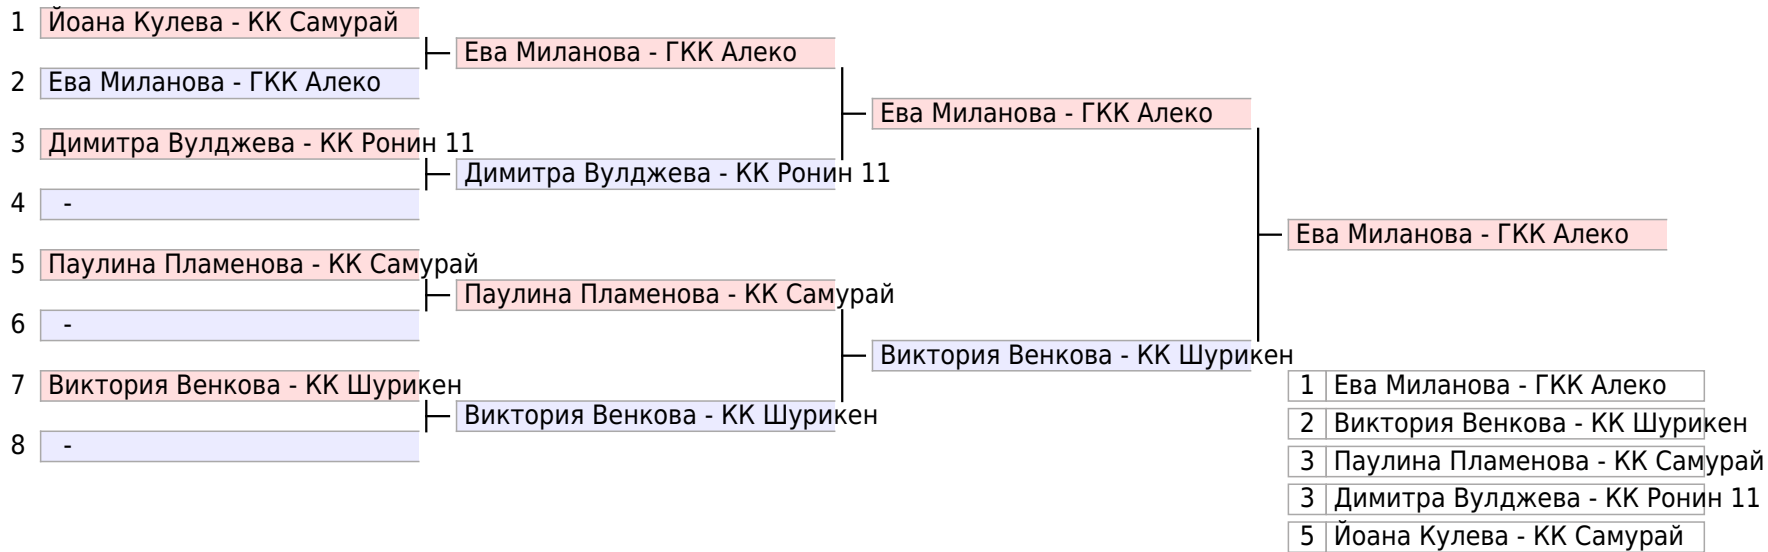 1 Йоана Кулева - КК Самурай
Ева Миланова - ГКК Алеко
2 Ева Миланова - ГКК Алеко
Ева Миланова - ГКК Алеко
3 Димитра Вулджева - КК Ронин 11
Димитра Вулджева - КК Ронин 11
4 -
Ева Миланова - ГКК Алеко
5 Паулина Пламенова - КК Самурай
Паулина Пламенова - КК Самурай
6 -
Виктория Венкова - КК Шурикен
7 Виктория Венкова - КК Шурикен
Виктория Венкова - КК Шурикен
8 -
1 Ева Миланова - ГКК Алеко
2 Виктория Венкова - КК Шурикен
3 Паулина Пламенова - КК Самурай
3 Димитра Вулджева - КК Ронин 11
5 Йоана Кулева - КК Самурай